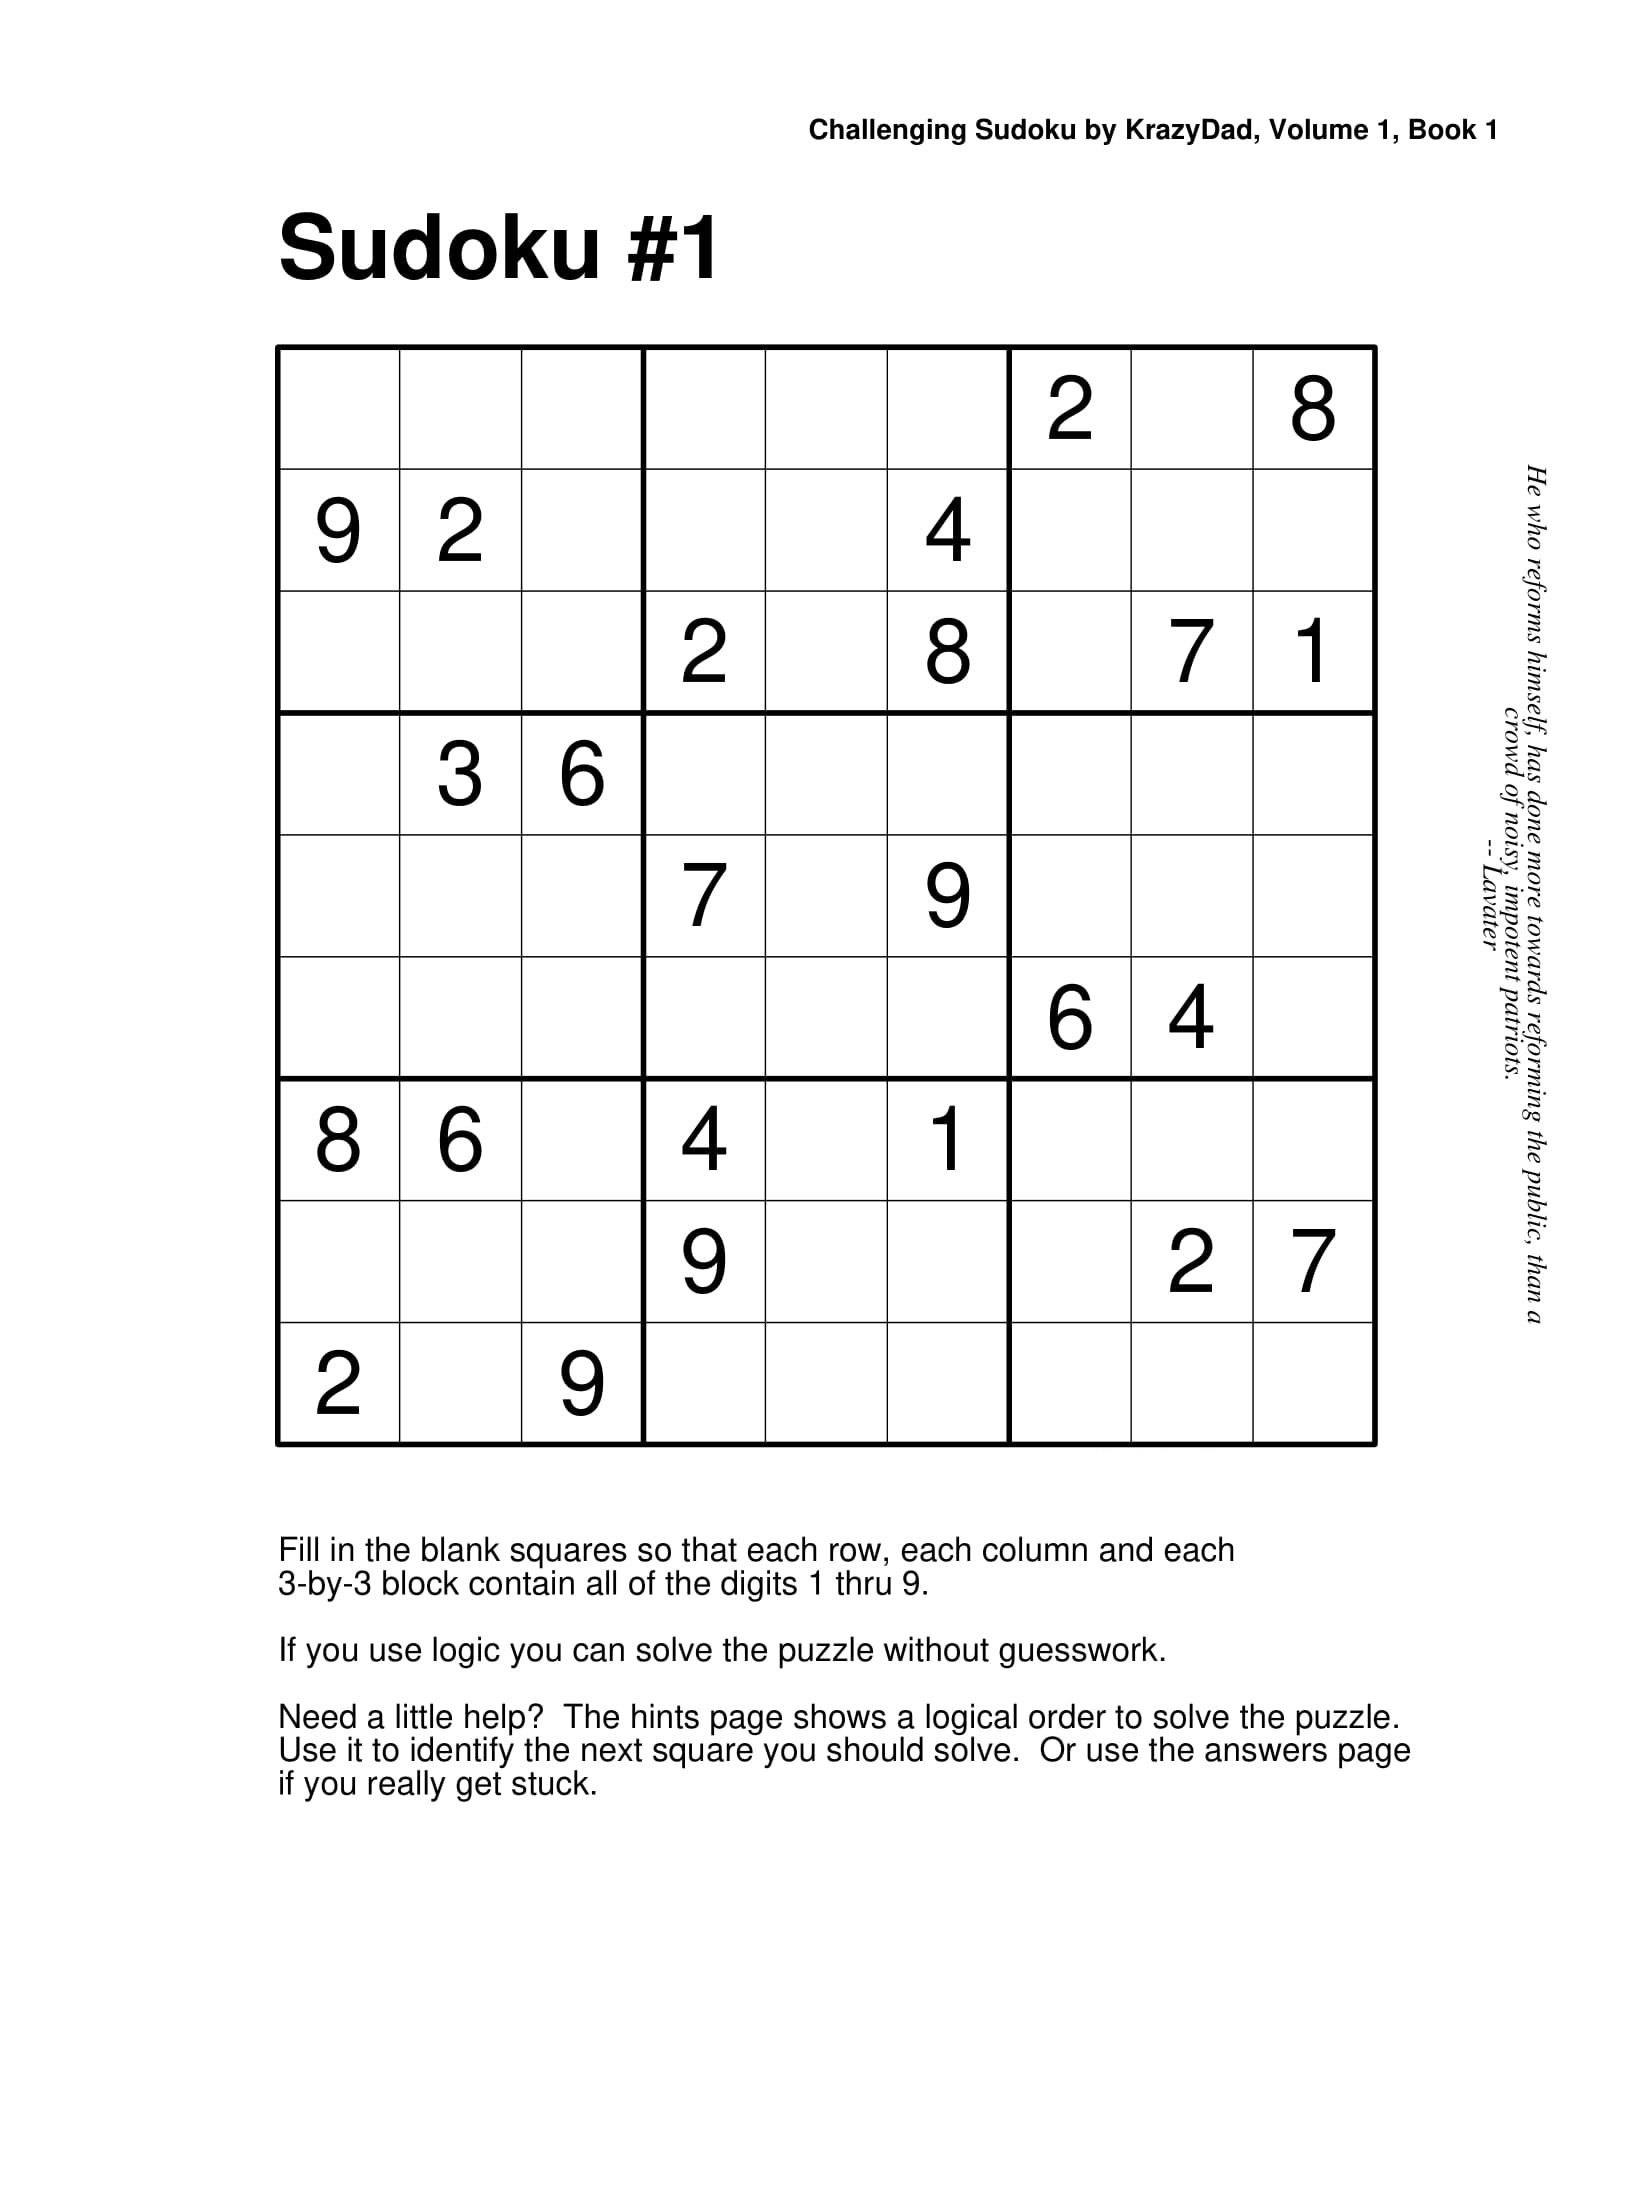 Challenging Sudoku by KrazyDad, Volume 1, Book 1
Sudoku #1
2 8
9 2 4
2 8 7 1
3 6
7 9
6 4
8 6 4 1
9 2 7
2 9
He who reforms himself, has done more towards reforming the public, than a
crowd of noisy, impotent patriots.
-- Lavater
Fill in the blank squares so that each row, each column and each
3-by-3 block contain all of the digits 1 thru 9.
If you use logic you can solve the puzzle without guesswork.
Need a little help?  The hints page shows a logical order to solve the puzzle.
Use it to identify the next square you should solve.  Or use the answers page
if you really get stuck.